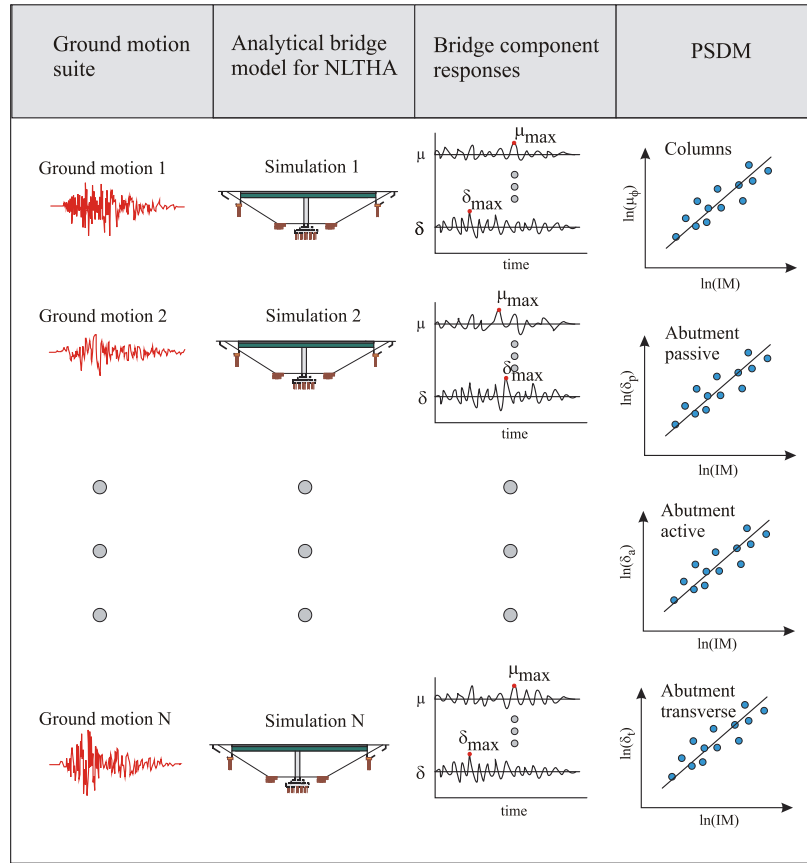 Ground motion
suite
Analytical bridge
model for NLTHA
Bridge component
responses
PSDM
Ground motion 1
Simulation 1
μ
μmax
δmax
δ
time
Columns
ln(μϕ)
ln(IM)
Ground motion 2
Simulation 2
μmax
μ
δmax
δ
time
Abutment
passive
ln(δp)
ln(IM)
Abutment
active
ln(δa)
ln(IM)
Ground motion N
Simulation N
μmax
μ
δmax
δ
time
Abutment
transverse
ln(δt)
ln(IM)